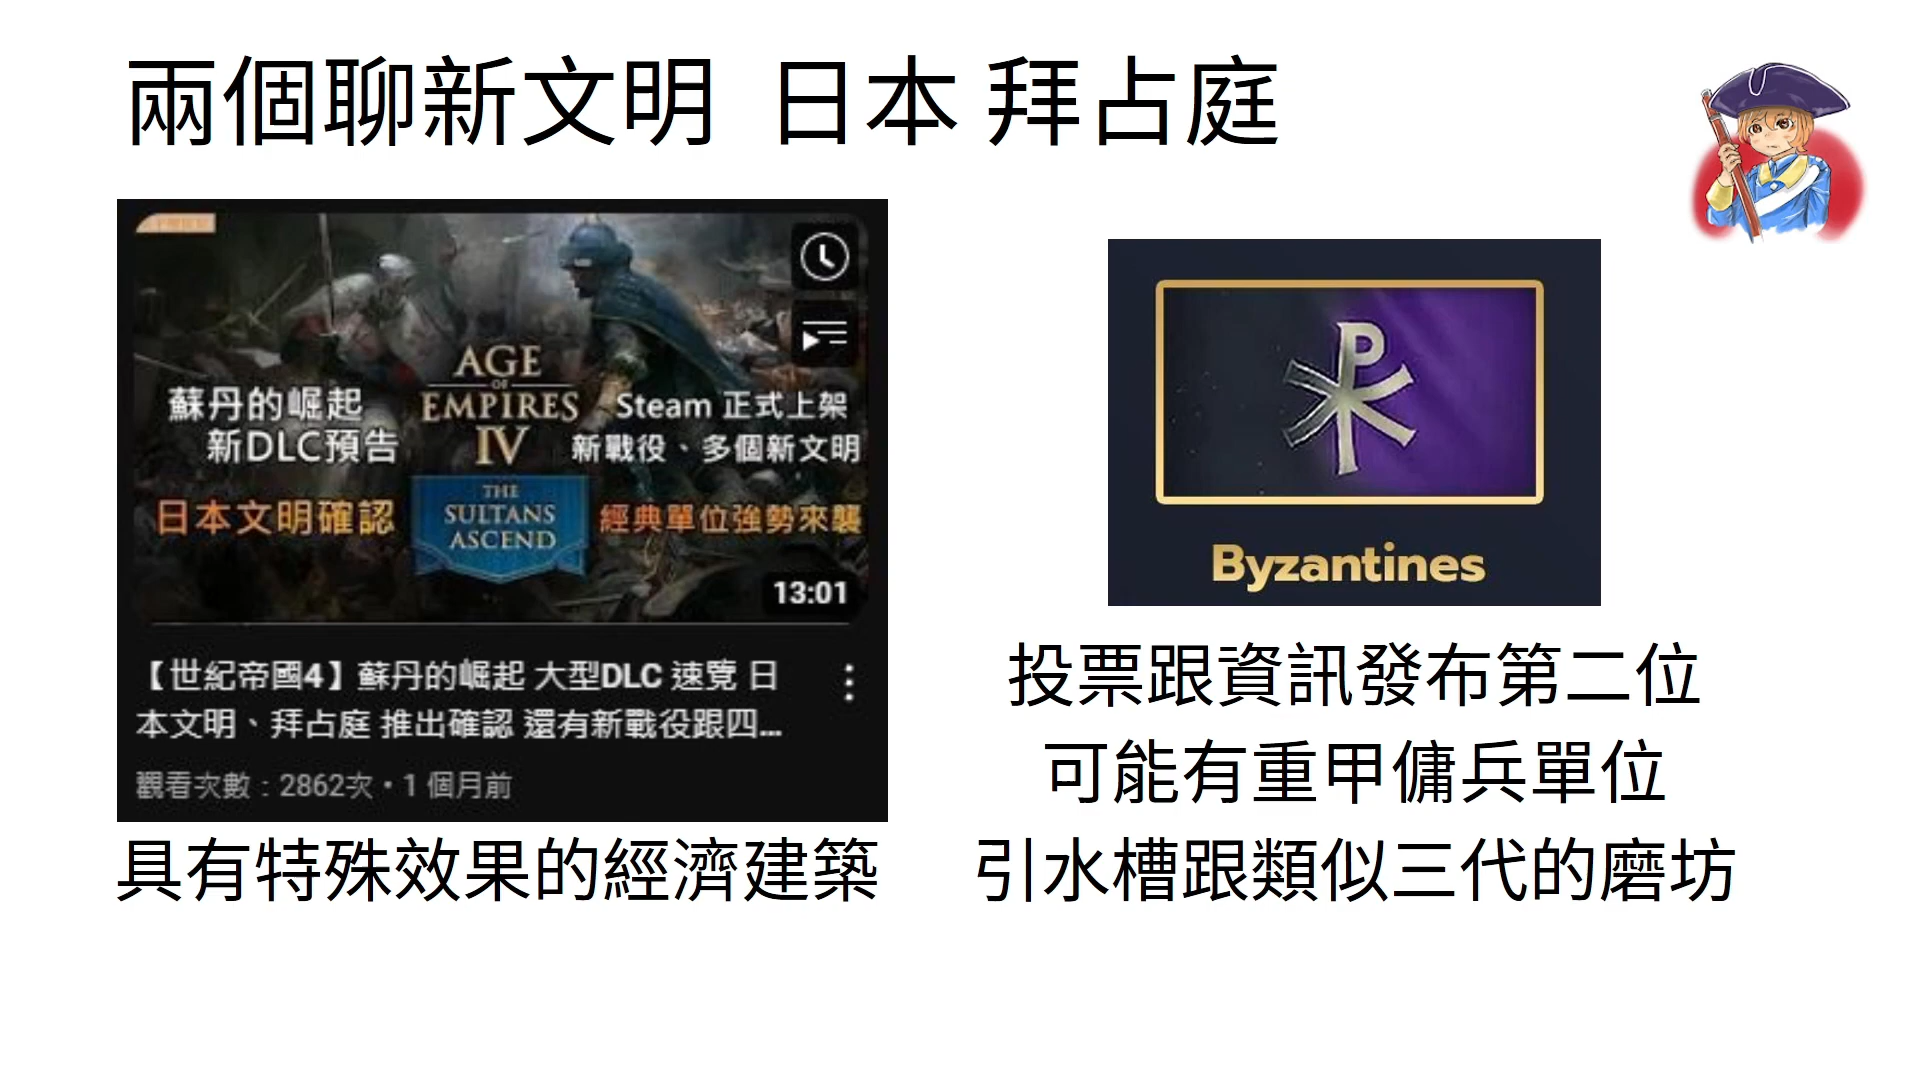 兩個聊新文明 日本 拜占庭
蘇丹的崛起
新DLC預告
AGE
OF
EMPIRES
IV
Steam 正式上架
新戰役、多個新文明
日本文明確認
THE
SULTANS
ASCEND
經典單位強勢來襲
13:01
【世紀帝國4】蘇丹的崛起 大型DLC 速覽 日
本文明、拜占庭 推出確認 還有新戰役跟四...
觀看次數：2862次・1 個月前
具有特殊效果的經濟建築
Byzantines
投票跟資訊發布第二位
可能有重甲傭兵單位
引水槽跟類似三代的磨坊